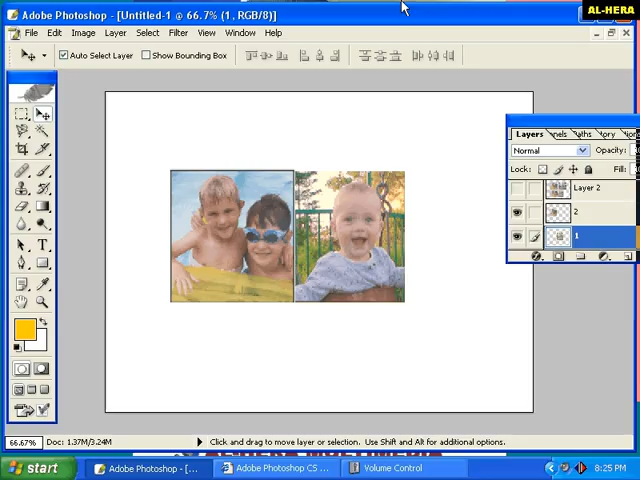 Adobe Photoshop - [Untitled-1 @ 66.7% (1, RGB/8)]
AL-HERA
File Edit Image Layer Select Filter View Window Help
Auto Select Layer Show Bounding Box
Layers nels Paths ory
Normal Opacity:
Lock: Fill:
Layer 2
2
1
T
66.67% Doc: 1.37M/3.24M Click and drag to move layer or selection. Use Shift and Alt for additional options.
start Adobe Photoshop - [... Adobe Photoshop CS ... Volume Control 8:25 PM